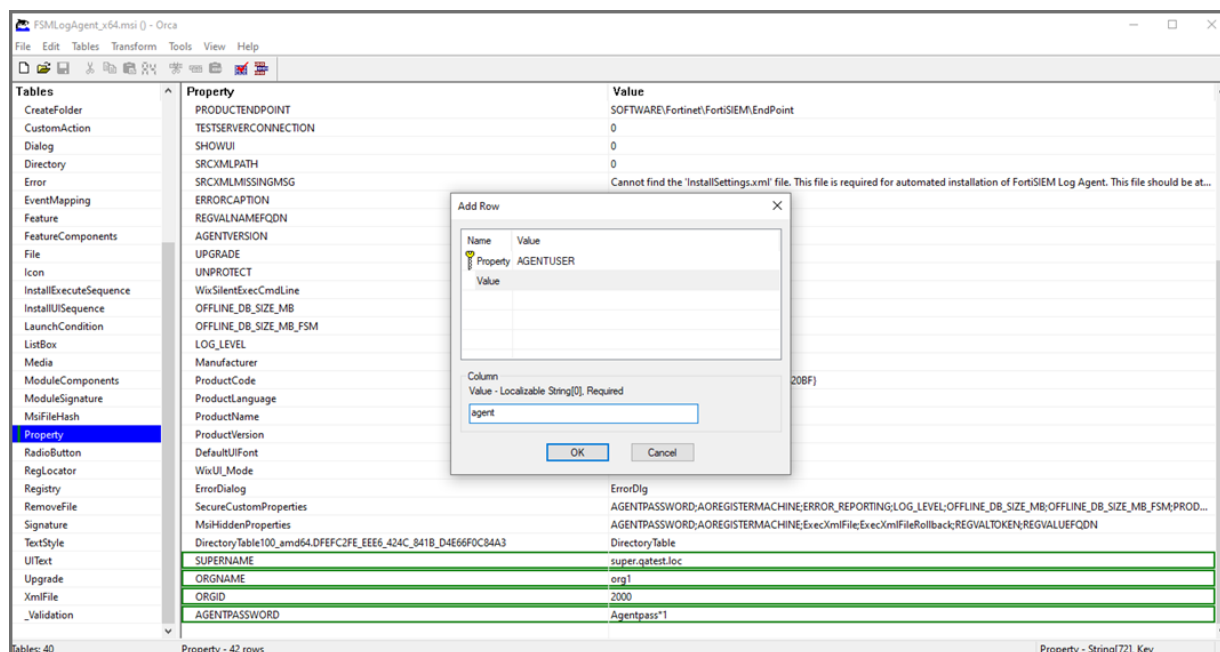 FSMLogAgent_x64.msi () - Orca
File Edit Tables Transform Tools View Help
Tables Property Value
CreateFolder PRODUCTENDPOINT SOFTWARE\Fortinet\FortiSIEM\EndPoint
CustomAction TESTSERVERCONNECTION 0
Dialog SHOWUI 0
Directory SRCXMLPATH 0
Error SRCXMLMISSINGMSG Cannot find the 'InstallSettings.xml' file. This file is required for automated installation of FortiSIEM Log Agent. This file should be at...
EventMapping ERRORCAPTION
Feature REGVALNAMEFQDN
FeatureComponents AGENTVERSION
File UPGRADE
Icon UNPROTECT
InstallExecuteSequence WixSilentExecCmdLine
InstallUISequence OFFLINE_DB_SIZE_MB
LaunchCondition OFFLINE_DB_SIZE_MB_FSM
ListBox LOG_LEVEL
Media Manufacturer
ModuleComponents ProductCode 20BF}
ModuleSignature ProductLanguage
MsiFileHash ProductName
Property ProductVersion
RadioButton DefaultUIFont
RegLocator WixUI_Mode
Registry ErrorDialog ErrorDlg
RemoveFile SecureCustomProperties AGENTPASSWORD;AOREGISTERMACHINE;ERROR_REPORTING;LOG_LEVEL;OFFLINE_DB_SIZE_MB;OFFLINE_DB_SIZE_MB_FSM;PROD...
Signature MsiHiddenProperties AGENTPASSWORD;AOREGISTERMACHINE;ExecXmlFile;ExecXmlFileRollback;REGVALTOKEN;REGVALUEFQDN
TextStyle DirectoryTable100_amd64.DFEFC2FE_EEE6_424C_841B_D4E66F0C84A3 DirectoryTable
UIText SUPERNAME super.qatest.loc
Upgrade ORGNAME org1
XmlFile ORGID 2000
_Validation AGENTPASSWORD Agentpass*1
Tables: 40 Property - 42 rows Property - String[72], Key
Add Row
Name Value
Property AGENTUSER
Value
Column
Value - Localizable String[0], Required
agent
OK Cancel